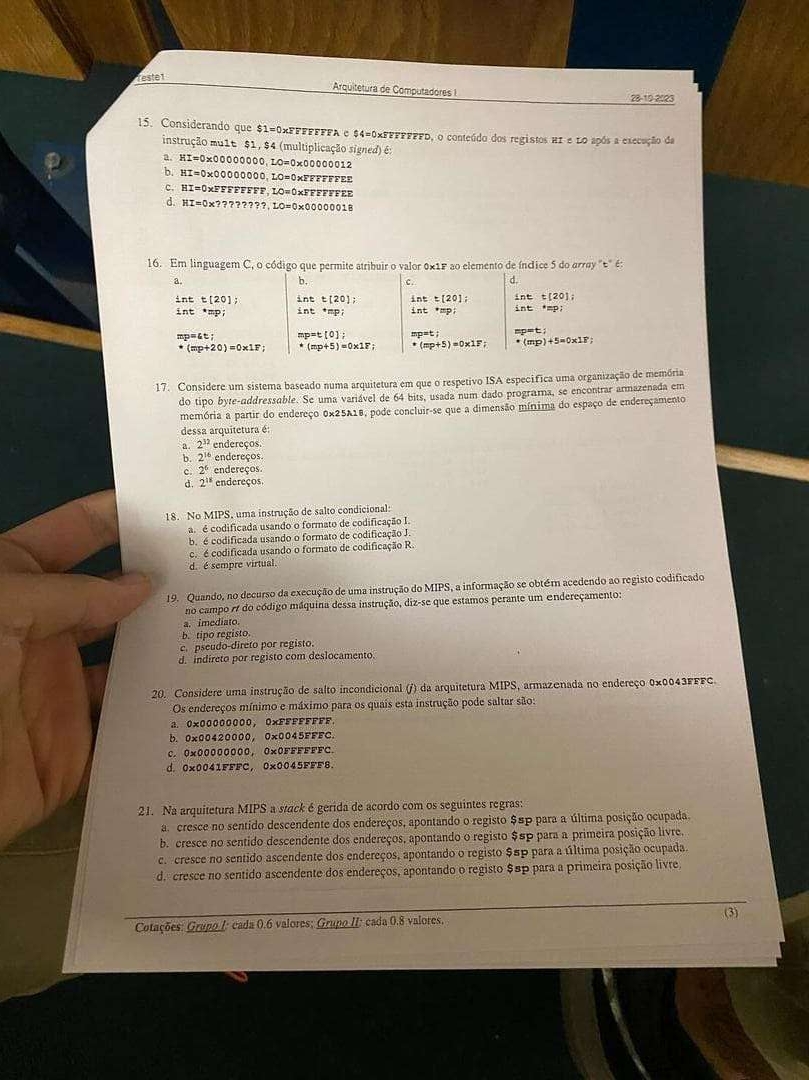 Teste1
Arquitetura de Computadores I
28-10-2023
15. Considerando que $1=0xFFFFFFFA e $4=0xFFFFFFFD, o conteúdo dos registos HI e LO após a execução da
instrução mult $1,$4 (multiplicação signed) é:
a. HI=0x00000000, LO=0x00000012
b. HI=0x00000000, LO=0xFFFFFFEE
c. HI=0xFFFFFFFF, LO=0xFFFFFFEE
d. HI=0x????????, LO=0x00000018
16. Em linguagem C, o código que permite atribuir o valor 0x1F ao elemento de índice 5 do array "t" é:
a. b. c. d.
int t[20]; int t[20]; int t[20]; int t[20];
int *mp; int *mp; int *mp; int *mp;
mp=&t; mp=t[0]; mp=t; mp=t;
*(mp+20)=0x1F; *(mp+5)=0x1F; *(mp+5)=0x1F; *(mp)+5=0x1F;
17. Considere um sistema baseado numa arquitetura em que o respetivo ISA especifica uma organização de memória
do tipo byte-addressable. Se uma variável de 64 bits, usada num dado programa, se encontrar armazenada em
memória a partir do endereço 0x25A18, pode concluir-se que a dimensão mínima do espaço de endereçamento
dessa arquitetura é:
a. 2³² endereços.
b. 2¹⁶ endereços.
c. 2⁶ endereços.
d. 2¹⁸ endereços.
18. No MIPS, uma instrução de salto condicional:
a. é codificada usando o formato de codificação I.
b. é codificada usando o formato de codificação J.
c. é codificada usando o formato de codificação R.
d. é sempre virtual.
19. Quando, no decurso da execução de uma instrução do MIPS, a informação se obtém acedendo ao registo codificado
no campo rt do código máquina dessa instrução, diz-se que estamos perante um endereçamento:
a. imediato.
b. tipo registo.
c. pseudo-direto por registo.
d. indireto por registo com deslocamento.
20. Considere uma instrução de salto incondicional (j) da arquitetura MIPS, armazenada no endereço 0x0043FFFC.
Os endereços mínimo e máximo para os quais esta instrução pode saltar são:
a. 0x00000000, 0xFFFFFFFF.
b. 0x00420000, 0x0045FFFC.
c. 0x00000000, 0x0FFFFFFC.
d. 0x0041FFFC, 0x0045FFF8.
21. Na arquitetura MIPS a stack é gerida de acordo com os seguintes regras:
a. cresce no sentido descendente dos endereços, apontando o registo $sp para a última posição ocupada.
b. cresce no sentido descendente dos endereços, apontando o registo $sp para a primeira posição livre.
c. cresce no sentido ascendente dos endereços, apontando o registo $sp para a última posição ocupada.
d. cresce no sentido ascendente dos endereços, apontando o registo $sp para a primeira posição livre.
Cotações: Grupo I: cada 0.6 valores; Grupo II: cada 0.8 valores.
(3)